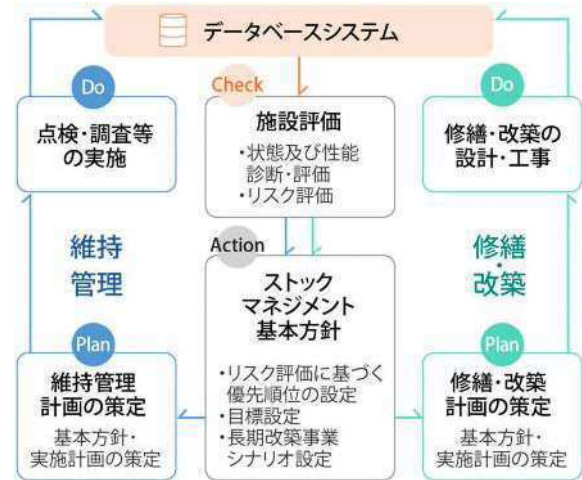 データベースシステム
Do
点検・調査等
の実施
Check
施設評価
・状態及び性能
診断・評価
・リスク評価
Do
修繕・改築の
設計・工事
維持
管理
Action
ストック
マネジメント
基本方針
・リスク評価に基づく
優先順位の設定
・目標設定
・長期改築事業
シナリオ設定
修繕
・
改築
Plan
維持管理
計画の策定
基本方針・
実施計画の策定
Plan
修繕・改築
計画の策定
基本方針・
実施計画の策定